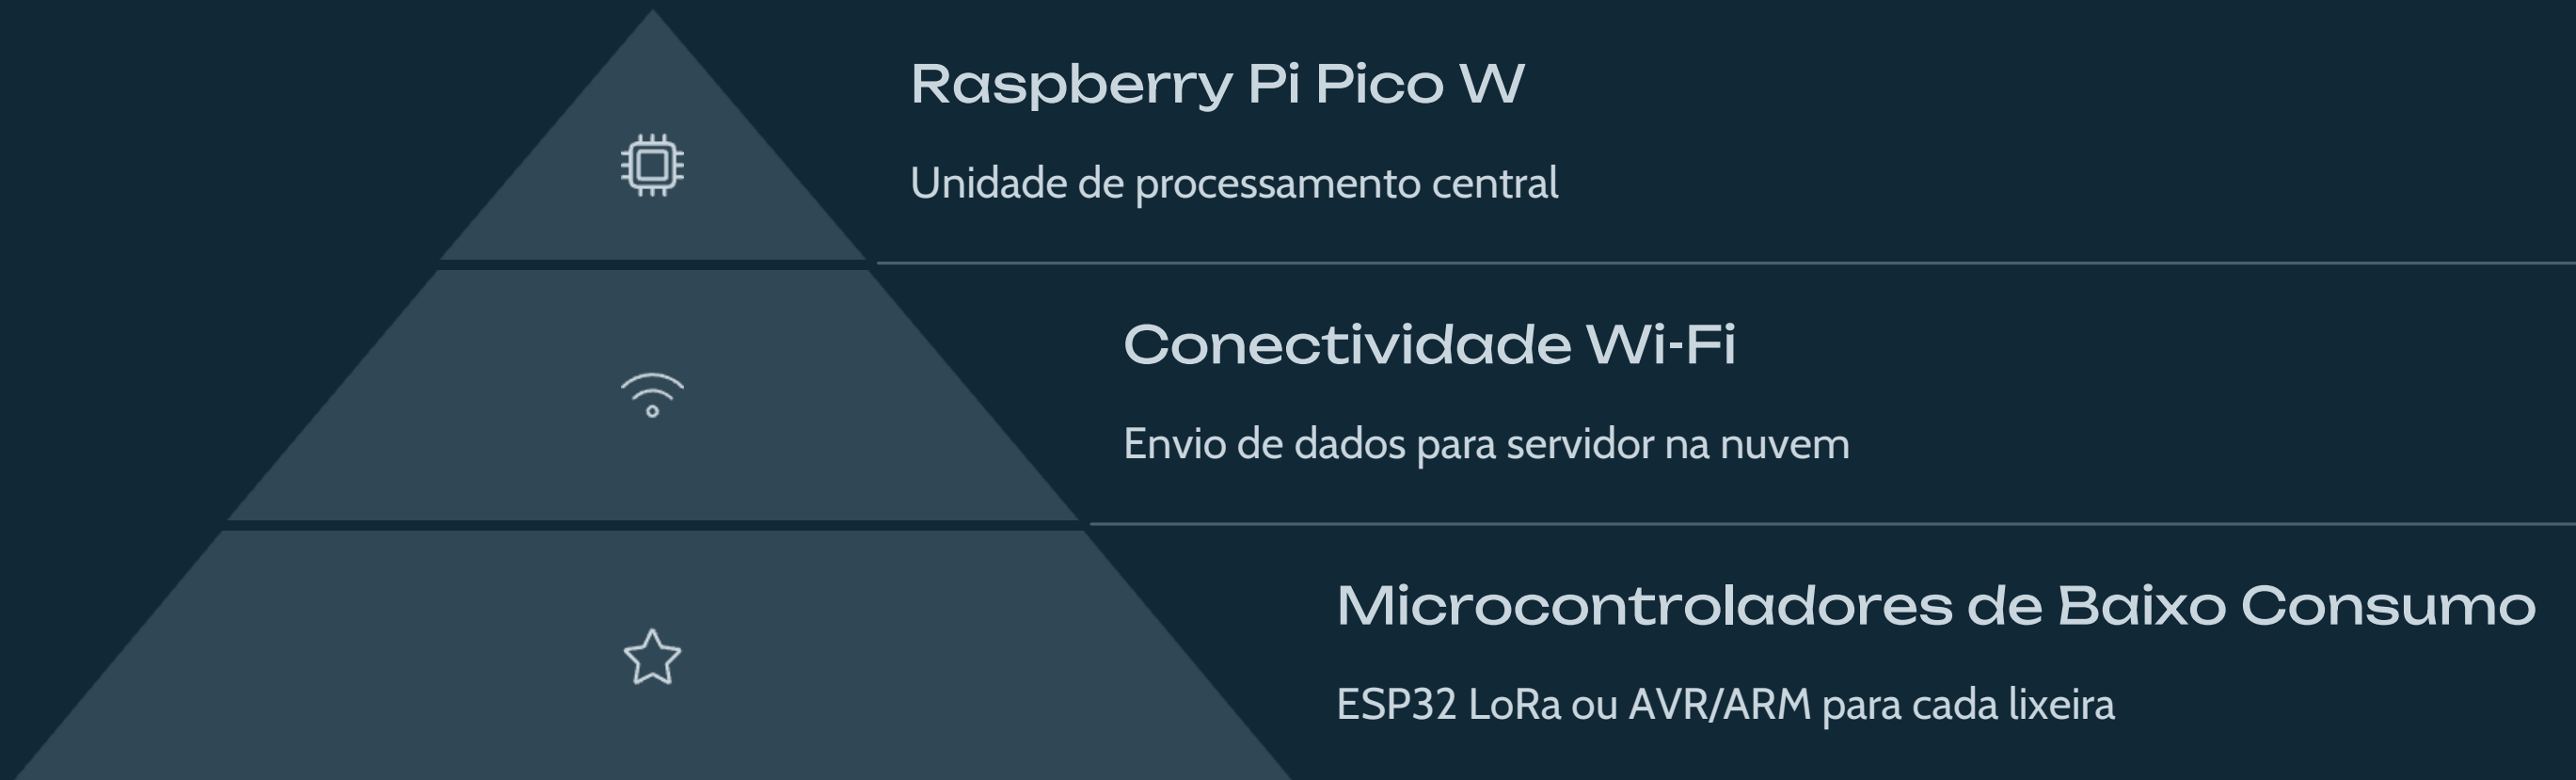 Raspberry Pi Pico W
Unidade de processamento central
Conectividade Wi-Fi
Envio de dados para servidor na nuvem
Microcontroladores de Baixo Consumo
ESP32 LoRa ou AVR/ARM para cada lixeira